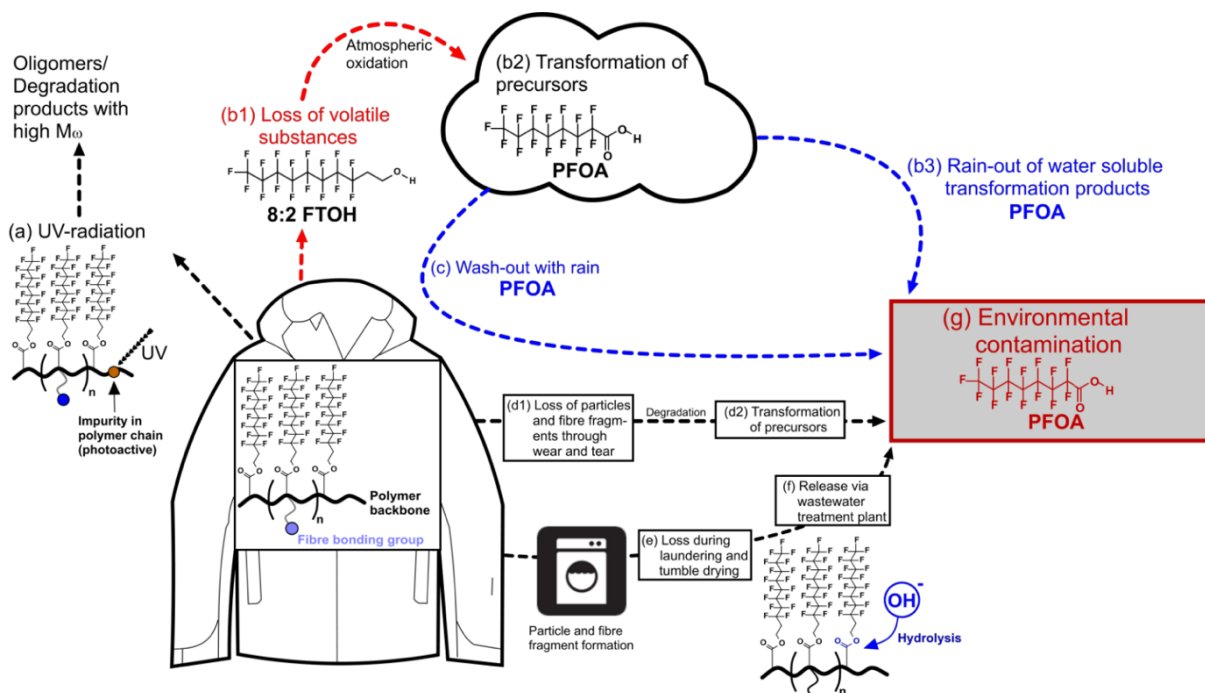 Oligomers/
Degradation
products with
high Mω
(a) UV-radiation
UV
n
Impurity in
polymer chain
(photoactive)
(b1) Loss of volatile
substances
8:2 FTOH
Atmospheric
oxidation
(b2) Transformation of
precursors
PFOA
(b3) Rain-out of water soluble
transformation products
PFOA
(c) Wash-out with rain
PFOA
(g) Environmental
contamination
PFOA
Polymer
backbone
n
Fibre bonding group
(d1) Loss of particles
and fibre frag-
ments through
wear and tear
Degradation
(d2) Transformation
of precursors
Particle and fibre
fragment formation
(e) Loss during
laundering and
tumble drying
(f) Release via
wastewater
treatment plant
OH-
Hydrolysis
n